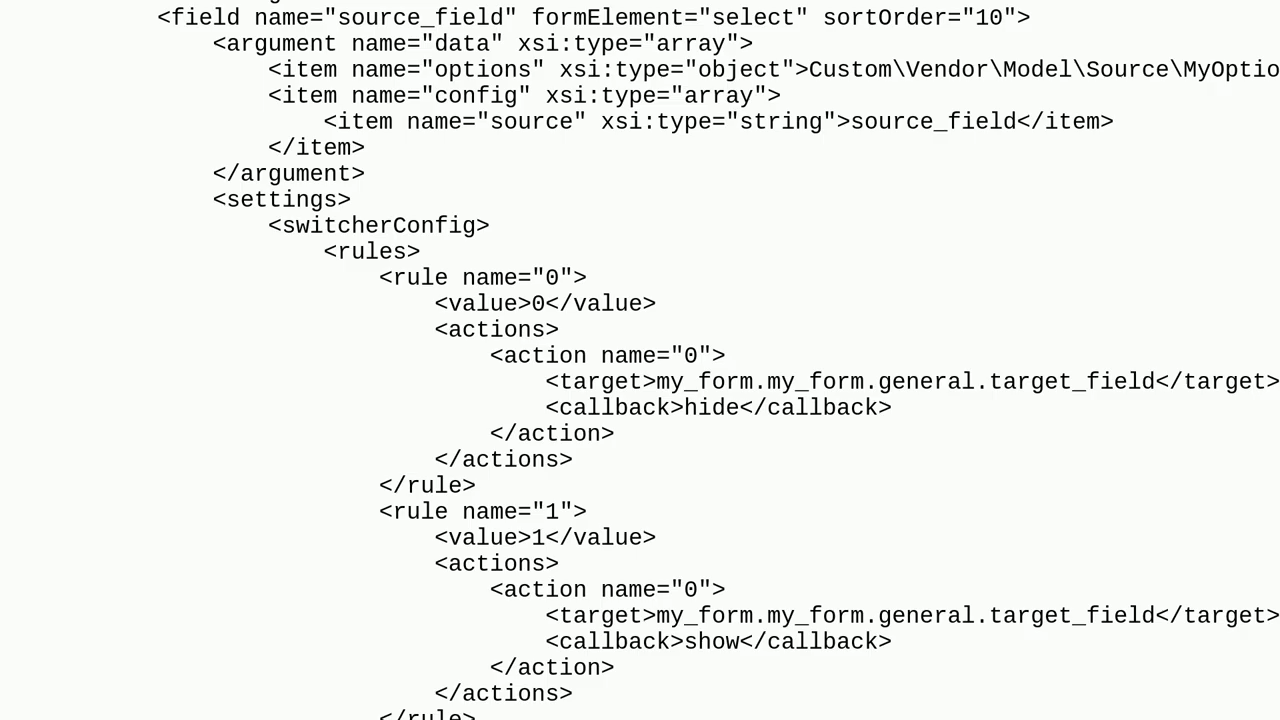 <field name="source_field" formElement="select" sortOrder="10">
<argument name="data" xsi:type="array">
<item name="options" xsi:type="object">Custom\Vendor\Model\Source\MyOptio
<item name="config" xsi:type="array">
<item name="source" xsi:type="string">source_field</item>
</item>
</argument>
<settings>
<switcherConfig>
<rules>
<rule name="0">
<value>0</value>
<actions>
<action name="0">
<target>my_form.my_form.general.target_field</target>
<callback>hide</callback>
</action>
</actions>
</rule>
<rule name="1">
<value>1</value>
<actions>
<action name="0">
<target>my_form.my_form.general.target_field</target>
<callback>show</callback>
</action>
</actions>
</rule>